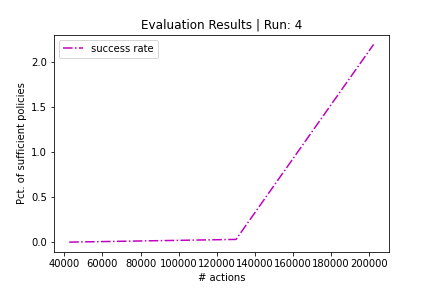 Evaluation Results | Run: 4
success rate
Pct. of sufficient policies
2.0
1.5
1.0
0.5
0.0
40000 60000 80000 100000 120000 140000 160000 180000 200000
# actions